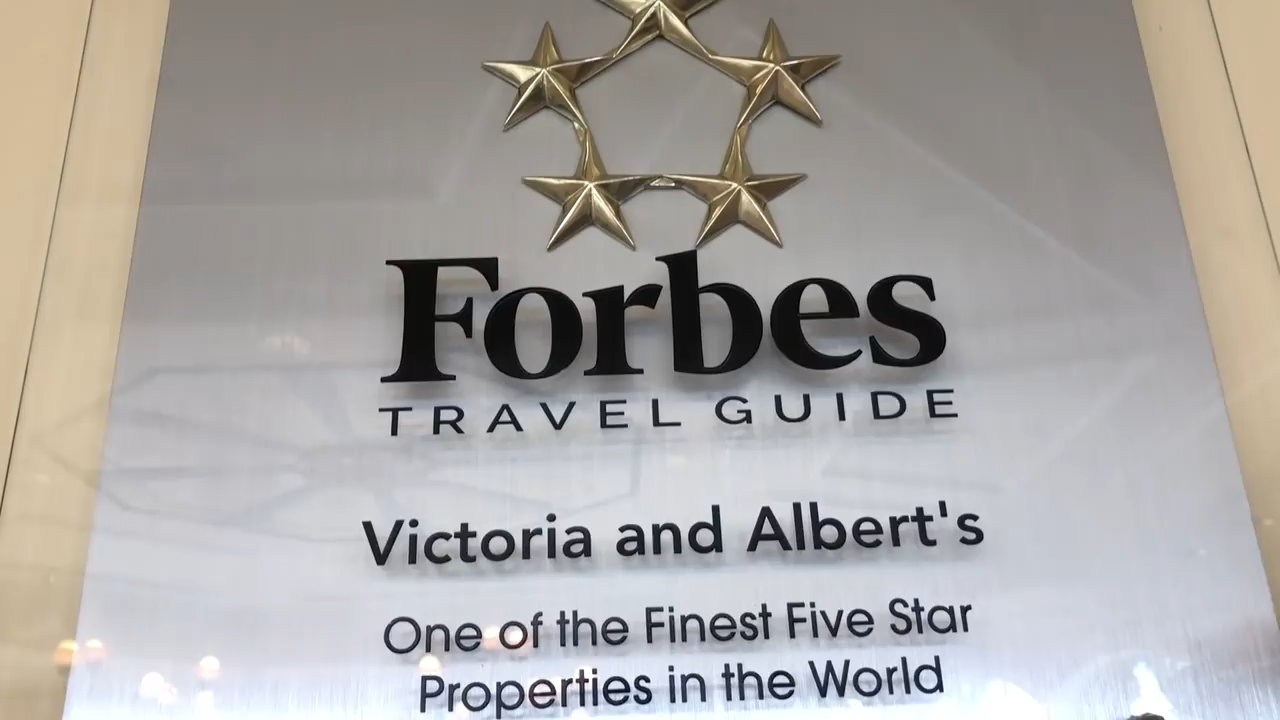 Forbes
TRAVEL GUIDE
Victoria and Albert's
One of the Finest Five Star
Properties in the World